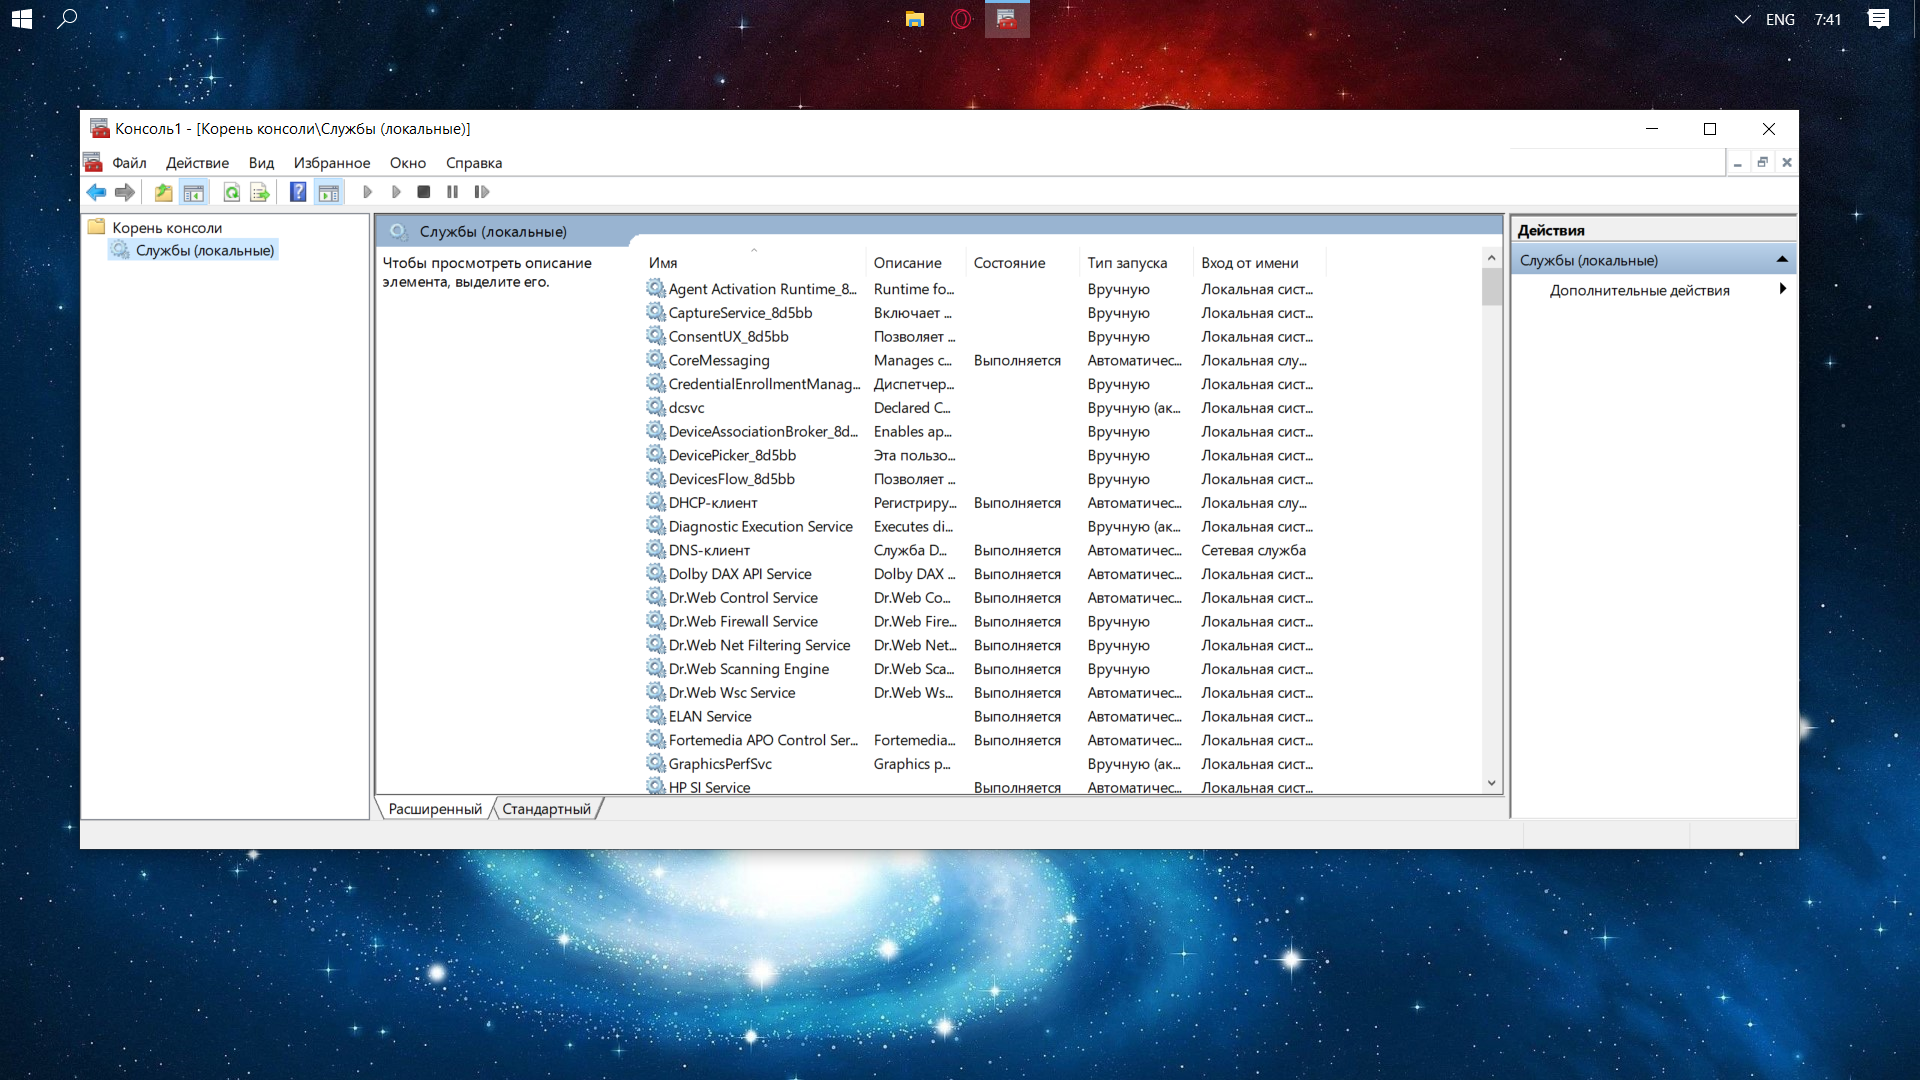 ENG 7:41
Консоль1 - [Корень консоли\Службы (локальные)]
Файл Действие Вид Избранное Окно Справка
Корень консоли
Службы (локальные)
Службы (локальные)
Чтобы просмотреть описание
элемента, выделите его.
Имя Описание Состояние Тип запуска Вход от имени
Agent Activation Runtime_8... Runtime fo... Вручную Локальная сист...
CaptureService_8d5bb Включает ... Вручную Локальная сист...
ConsentUX_8d5bb Позволяет ... Вручную Локальная сист...
CoreMessaging Manages c... Выполняется Автоматичес... Локальная слу...
CredentialEnrollmentManag... Диспетчер... Вручную Локальная сист...
dcsvc Declared C... Вручную (ак... Локальная сист...
DeviceAssociationBroker_8d... Enables ap... Вручную Локальная сист...
DevicePicker_8d5bb Эта пользо... Вручную Локальная сист...
DevicesFlow_8d5bb Позволяет ... Вручную Локальная сист...
DHCP-клиент Регистриру... Выполняется Автоматичес... Локальная слу...
Diagnostic Execution Service Executes di... Вручную (ак... Локальная сист...
DNS-клиент Служба D... Выполняется Автоматичес... Сетевая служба
Dolby DAX API Service Dolby DAX ... Выполняется Автоматичес... Локальная сист...
Dr.Web Control Service Dr.Web Co... Выполняется Автоматичес... Локальная сист...
Dr.Web Firewall Service Dr.Web Fire... Выполняется Вручную Локальная сист...
Dr.Web Net Filtering Service Dr.Web Net... Выполняется Вручную Локальная сист...
Dr.Web Scanning Engine Dr.Web Sca... Выполняется Вручную Локальная сист...
Dr.Web Wsc Service Dr.Web Ws... Выполняется Автоматичес... Локальная сист...
ELAN Service Выполняется Автоматичес... Локальная сист...
Fortemedia APO Control Ser... Fortemedia... Выполняется Автоматичес... Локальная сист...
GraphicsPerfSvc Graphics p... Вручную (ак... Локальная сист...
HP SI Service Выполняется Автоматичес... Локальная сист...
Расширенный Стандартный
Действия
Службы (локальные)
Дополнительные действия